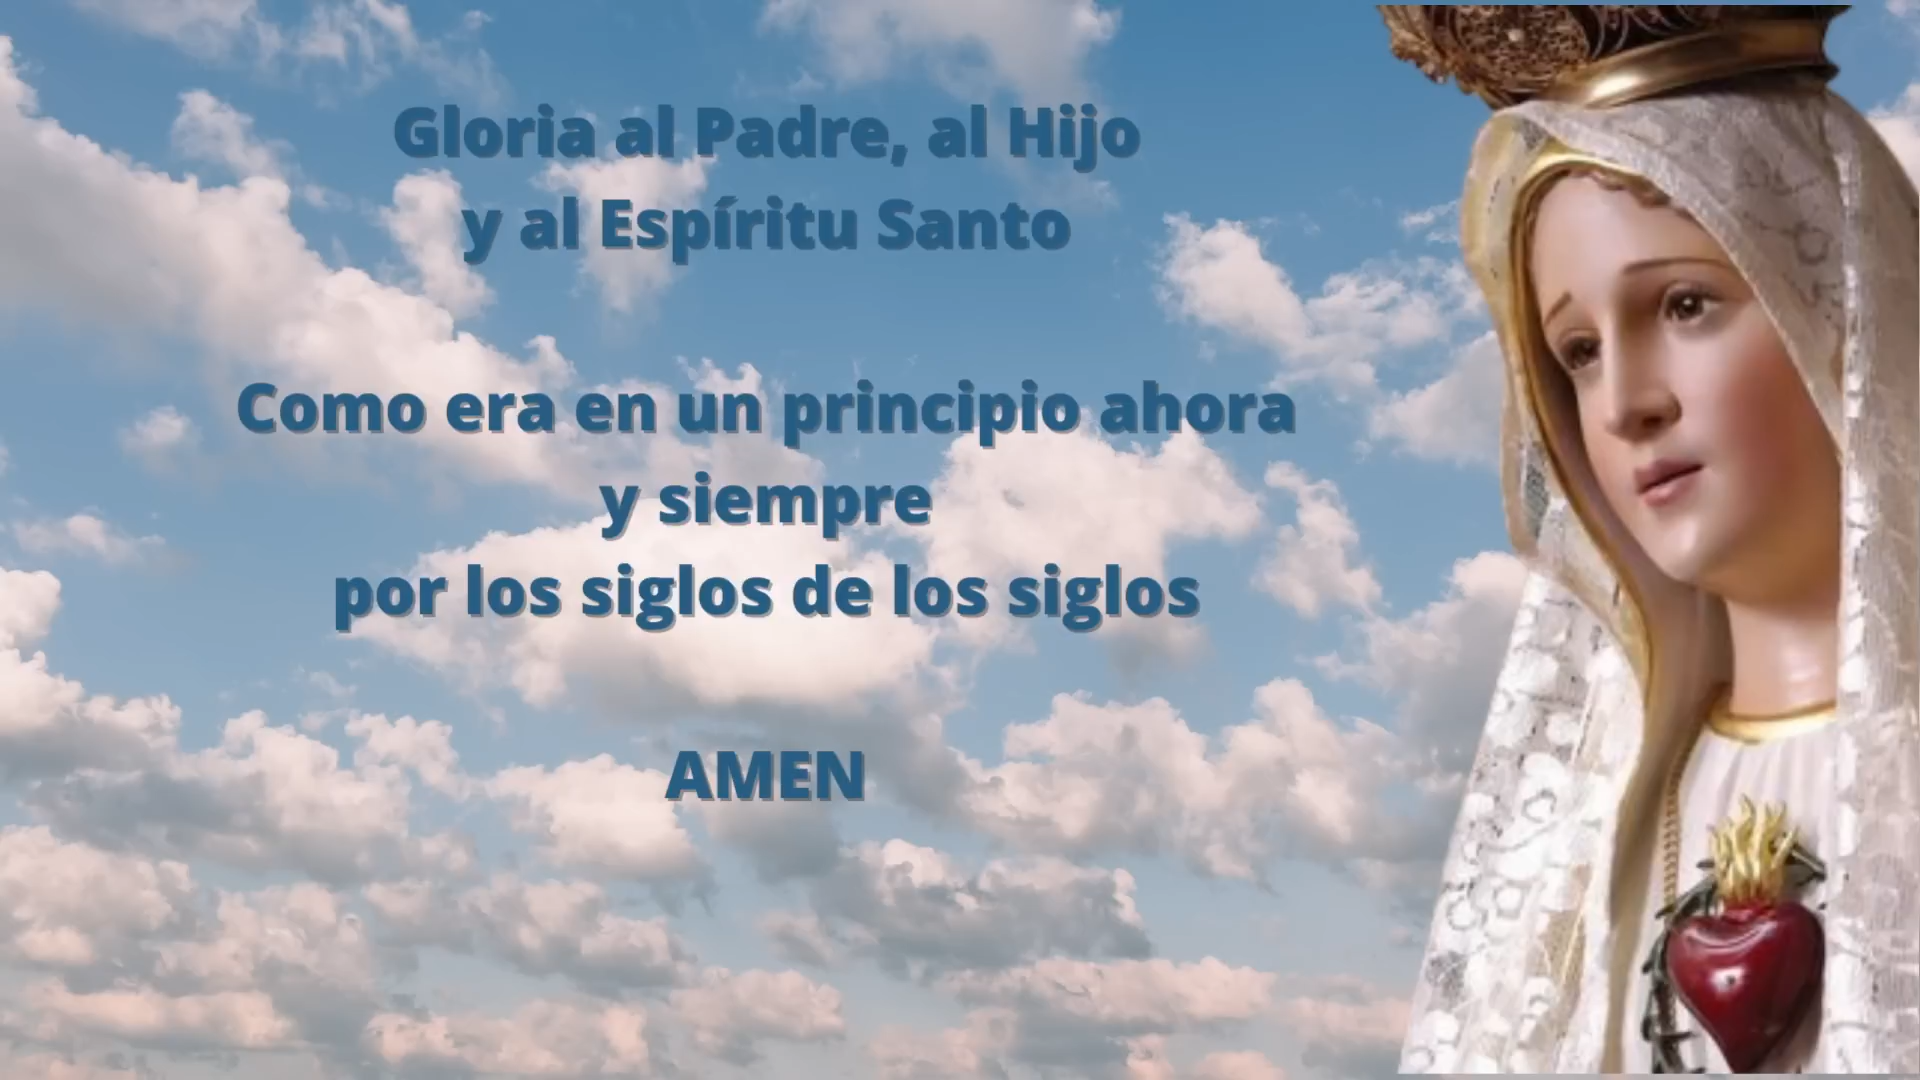 Gloria al Padre, al Hijo
y al Espíritu Santo
Como era en un principio ahora
y siempre
por los siglos de los siglos
AMEN